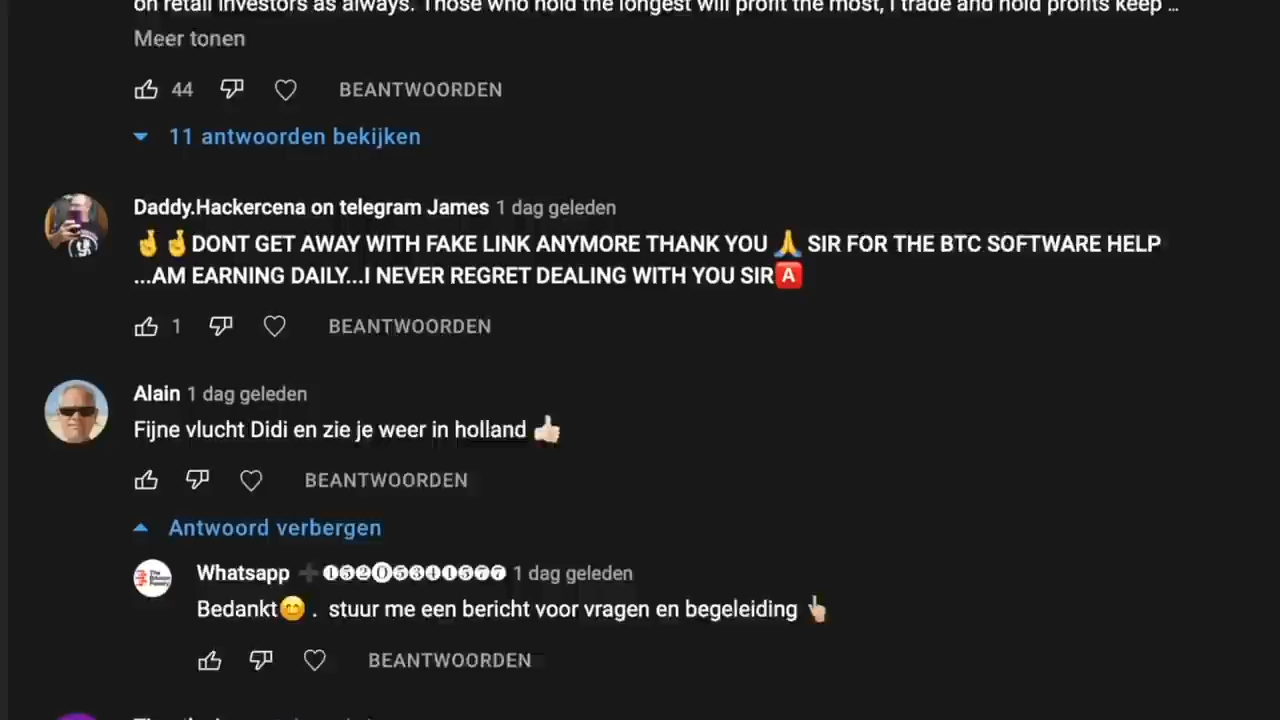 on retail investors as always. Those who hold the longest will profit the most, I trade and hold profits keep ...
Meer tonen
44
BEANTWOORDEN
11 antwoorden bekijken
Daddy.Hackercena on telegram James 1 dag geleden
🤞🤞DONT GET AWAY WITH FAKE LINK ANYMORE THANK YOU 🙏 SIR FOR THE BTC SOFTWARE HELP
...AM EARNING DAILY...I NEVER REGRET DEALING WITH YOU SIR🅰
1
BEANTWOORDEN
Alain 1 dag geleden
Fijne vlucht Didi en zie je weer in holland 👍🏻
BEANTWOORDEN
Antwoord verbergen
Whatsapp 1 dag geleden
Bedankt😊 . stuur me een bericht voor vragen en begeleiding 👆🏼
BEANTWOORDEN